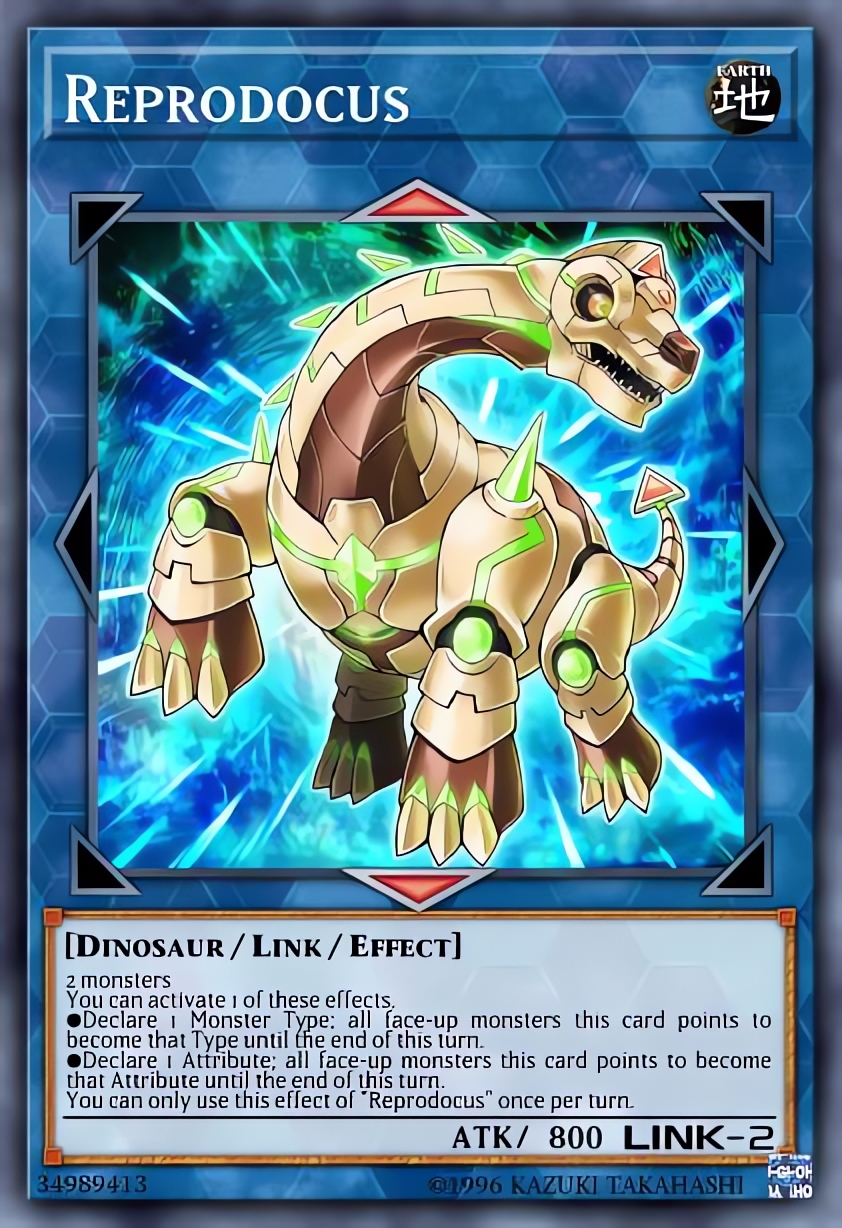 REPRODOCUS
EARTH
地
[DINOSAUR / LINK / EFFECT]
2 monsters
You can activate 1 of these effects.
●Declare 1 Monster Type; all face-up monsters this card points to
become that Type until the end of this turn.
●Declare 1 Attribute; all face-up monsters this card points to become
that Attribute until the end of this turn.
You can only use this effect of "Reprodocus" once per turn.
ATK/ 800 LINK-2
34989413 ©1996 KAZUKI TAKAHASHI